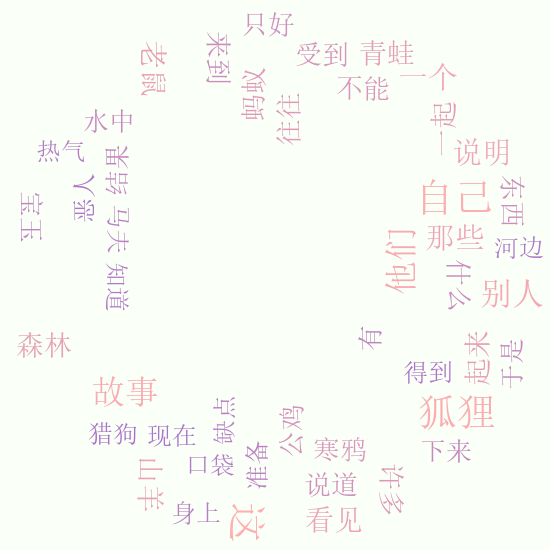 只好
老鼠
来到
受到
青蛙
蚂蚁
不能
一个
往往
一起
水中
说明
热气
结果
恶人
自己
东西
王宰
马夫
那些
河边
他们
知道
什么
别人
有
森林
得到
起来
于是
故事
狐狸
猎狗
现在
缺点
公鸡
寒鸦
下来
口袋
准备
山羊
说道
许多
身上
这
看见